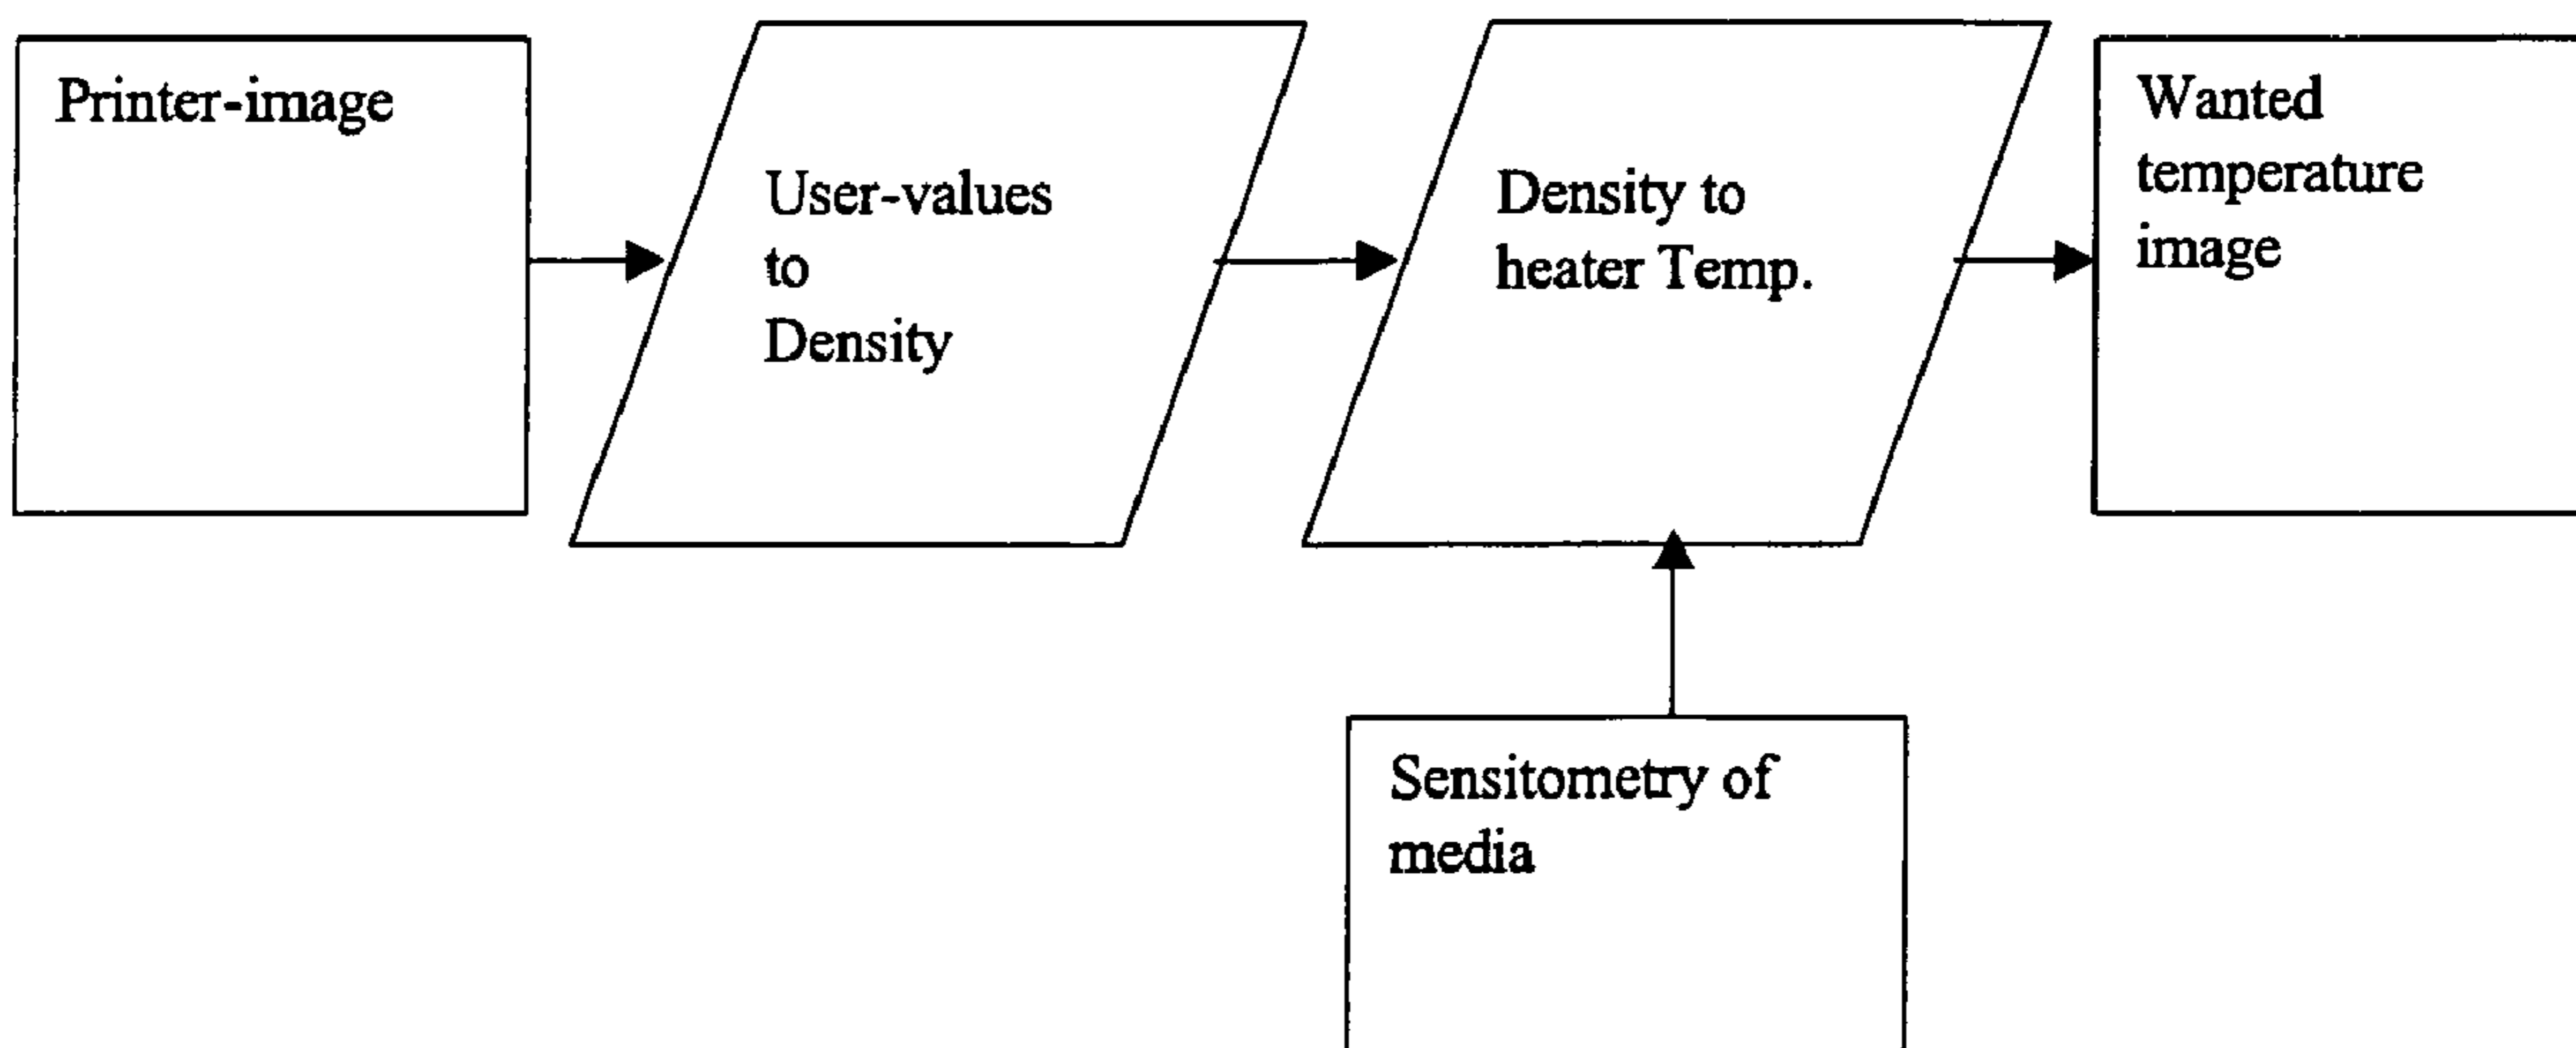 Printer-image
User-values
to
Density
Density to
heater Temp.
Wanted
temperature
image
Sensitometry of
media